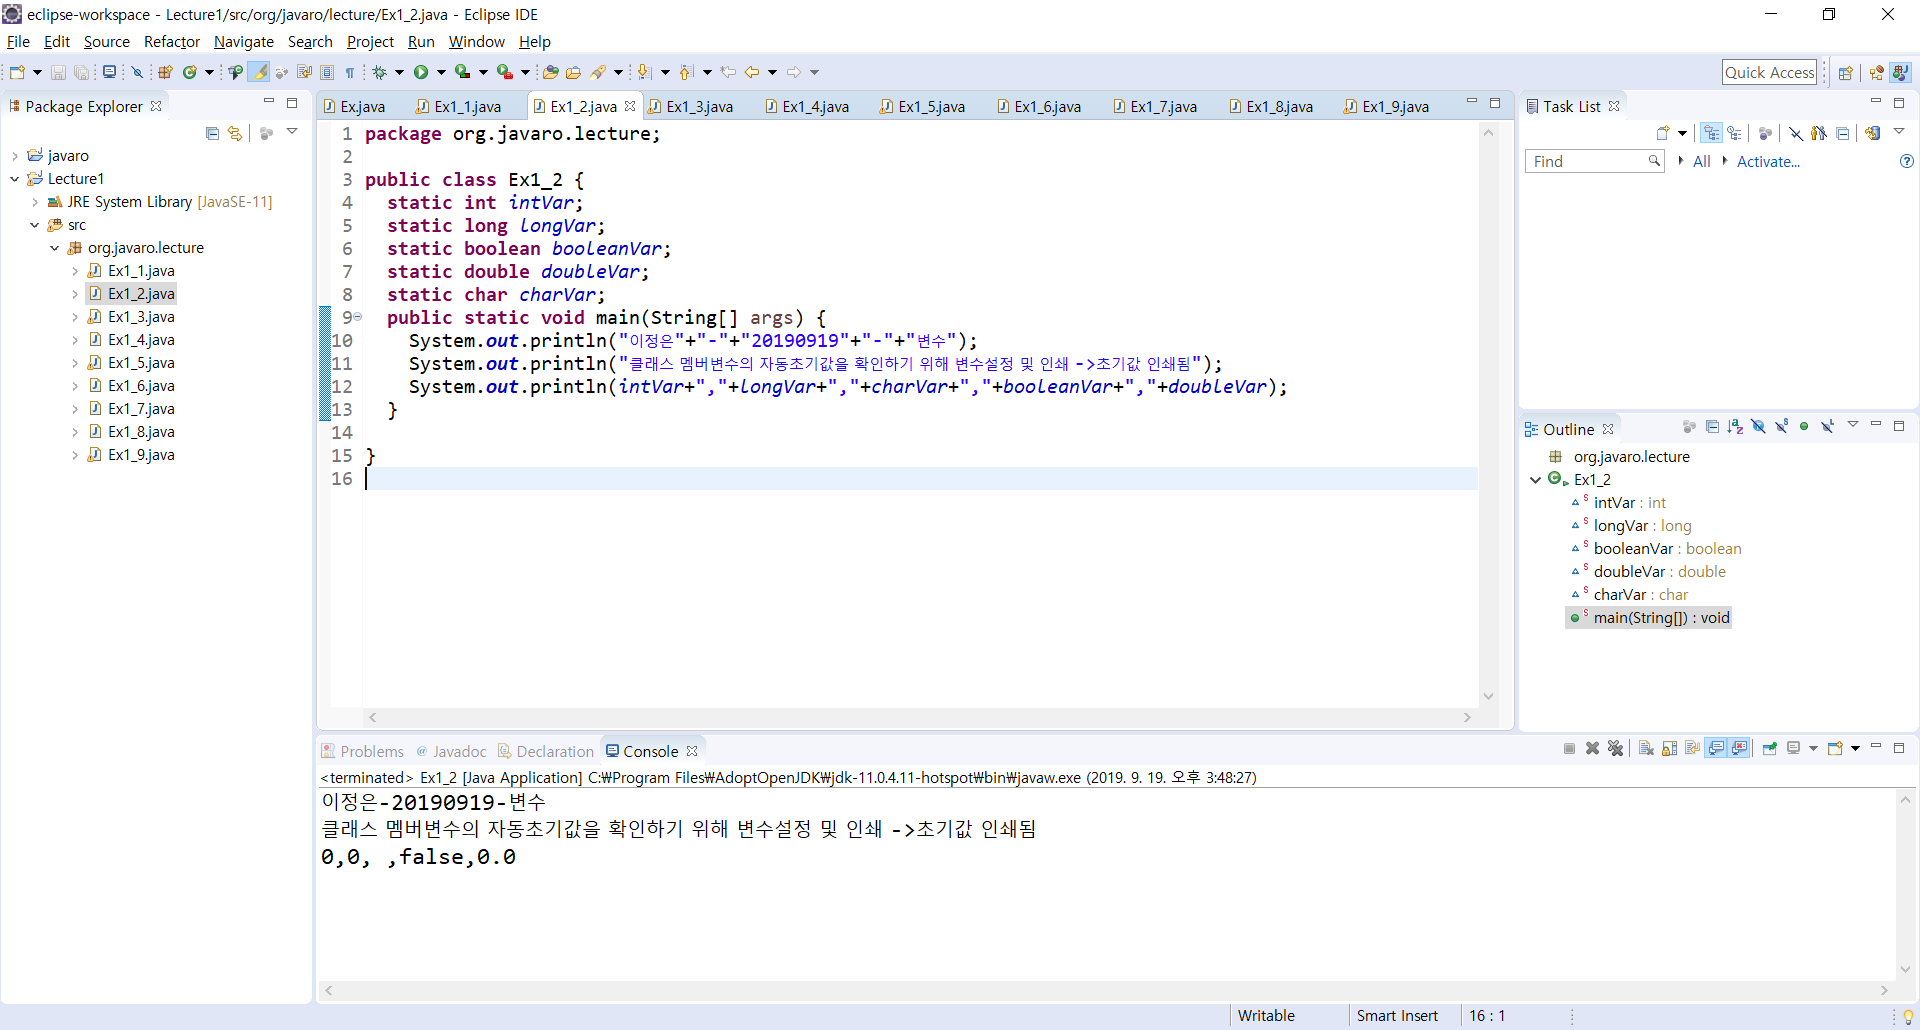 eclipse-workspace - Lecture1/src/org/javaro/lecture/Ex1_2.java - Eclipse IDE
File Edit Source Refactor Navigate Search Project Run Window Help
Quick Access
Package Explorer
javaro
Lecture1
JRE System Library [JavaSE-11]
src
org.javaro.lecture
Ex1_1.java
Ex1_2.java
Ex1_3.java
Ex1_4.java
Ex1_5.java
Ex1_6.java
Ex1_7.java
Ex1_8.java
Ex1_9.java
Ex.java Ex1_1.java Ex1_2.java Ex1_3.java Ex1_4.java Ex1_5.java Ex1_6.java Ex1_7.java Ex1_8.java Ex1_9.java
1 package org.javaro.lecture;
2
3 public class Ex1_2 {
4 static int intVar;
5 static long longVar;
6 static boolean booleanVar;
7 static double doubleVar;
8 static char charVar;
9 public static void main(String[] args) {
10 System.out.println("이정은"+"-"+"20190919"+"-"+"변수");
11 System.out.println("클래스 멤버변수의 자동초기값을 확인하기 위해 변수설정 및 인쇄 ->초기값 인쇄됨");
12 System.out.println(intVar+","+longVar+","+charVar+","+booleanVar+","+doubleVar);
13 }
14
15 }
16
Task List
Find All Activate...
Outline
org.javaro.lecture
Ex1_2
intVar : int
longVar : long
booleanVar : boolean
doubleVar : double
charVar : char
main(String[]) : void
Problems Javadoc Declaration Console
<terminated> Ex1_2 [Java Application] C:₩Program Files₩AdoptOpenJDK₩jdk-11.0.4.11-hotspot₩bin₩javaw.exe (2019. 9. 19. 오후 3:48:27)
이정은-20190919-변수
클래스 멤버변수의 자동초기값을 확인하기 위해 변수설정 및 인쇄 ->초기값 인쇄됨
0,0, ,false,0.0
Writable Smart Insert 16 : 1